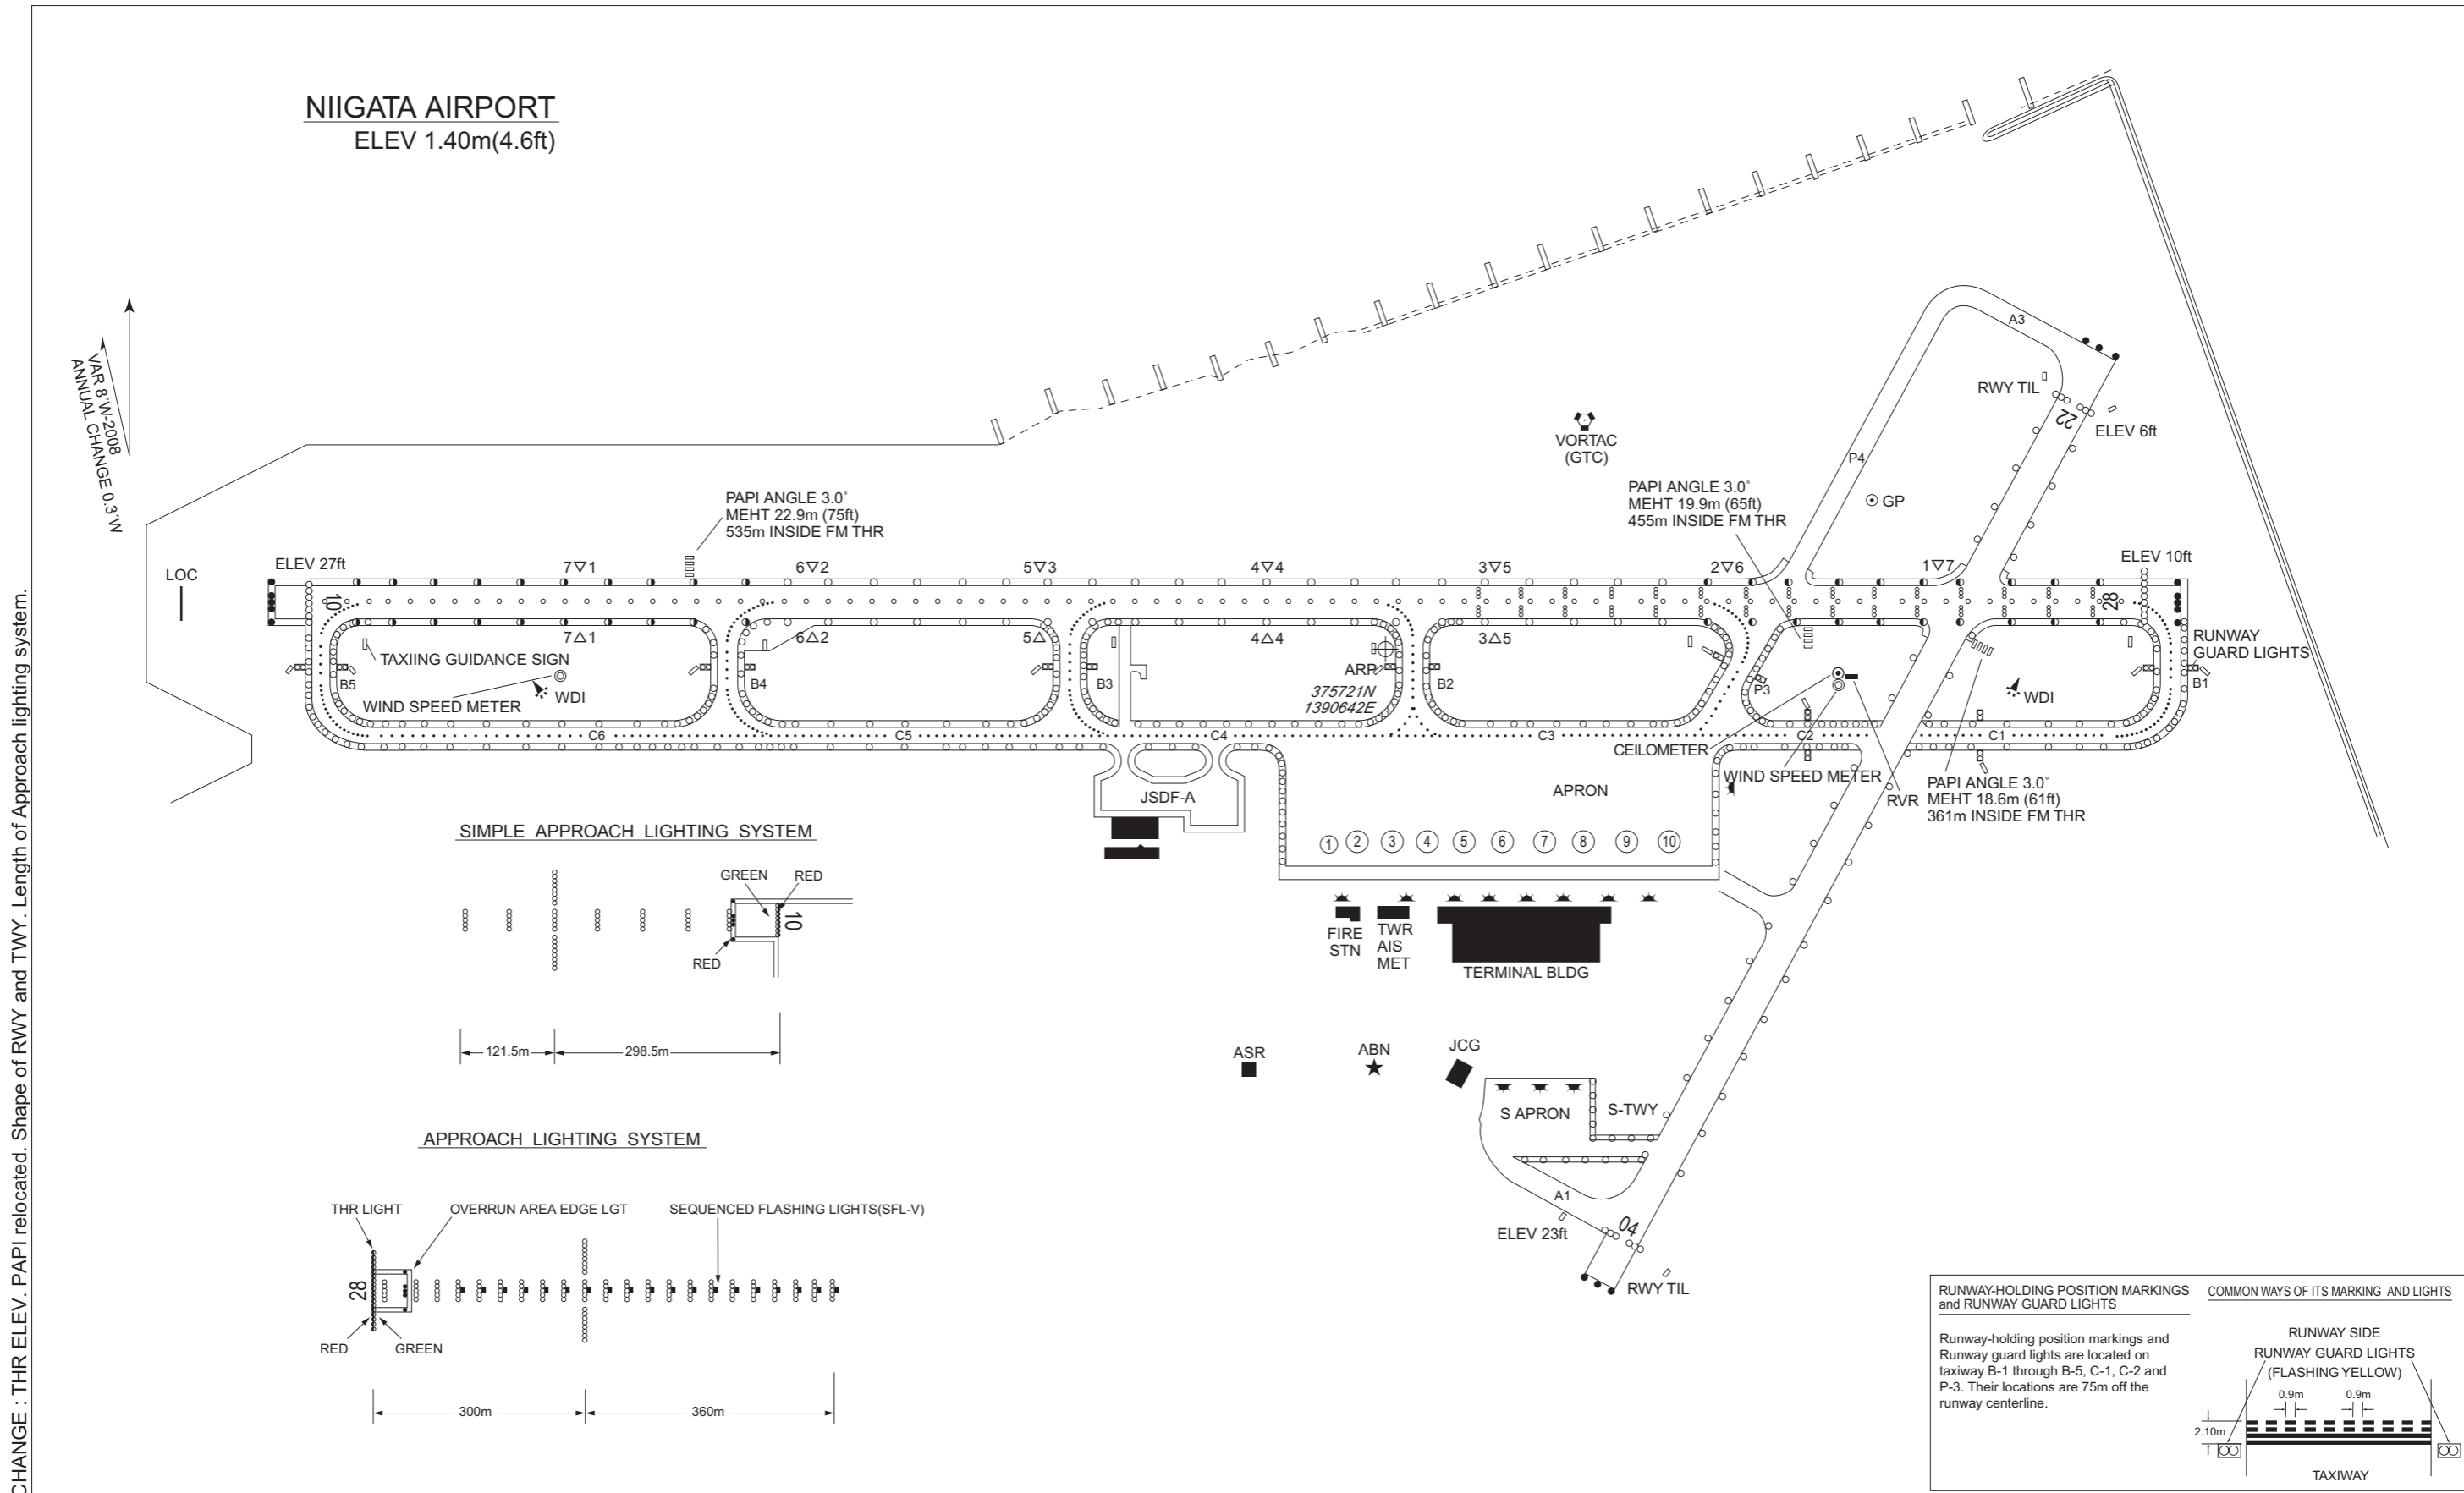 NIIGATA AIRPORT
ELEV 1.40m(4.6ft)
VAR 8°W-2008
ANNUAL CHANGE 0.3'W
CHANGE : THR ELEV. PAPI relocated. Shape of RWY and TWY. Length of Approach lighting system.
LOC
ELEV 27ft
7▽1
PAPI ANGLE 3.0°
MEHT 22.9m (75ft)
535m INSIDE FM THR
6▽2
5▽3
4▽4
3▽5
2▽6
1▽7
VORTAC
(GTC)
PAPI ANGLE 3.0°
MEHT 19.9m (65ft)
455m INSIDE FM THR
GP
P4
A3
RWY TIL
22
ELEV 6ft
ELEV 10ft
10
28
7△1
6△2
5△
4△4
3△5
TAXIING GUIDANCE SIGN
WIND SPEED METER
WDI
B5
B4
B3
ARP
375721N
1390642E
B2
P3
WDI
B1
RUNWAY
GUARD LIGHTS
C6
C5
C4
C3
C2
C1
CEILOMETER
WIND SPEED METER
RVR
PAPI ANGLE 3.0°
MEHT 18.6m (61ft)
361m INSIDE FM THR
JSDF-A
APRON
1 2 3 4 5 6 7 8 9 10
FIRE
STN
TWR
AIS
MET
TERMINAL BLDG
ASR
ABN
JCG
S APRON
S-TWY
A1
ELEV 23ft
04
RWY TIL
SIMPLE APPROACH LIGHTING SYSTEM
GREEN
RED
10
RED
121.5m
298.5m
APPROACH LIGHTING SYSTEM
THR LIGHT
OVERRUN AREA EDGE LGT
SEQUENCED FLASHING LIGHTS(SFL-V)
28
RED
GREEN
300m
360m
RUNWAY-HOLDING POSITION MARKINGS
and RUNWAY GUARD LIGHTS
Runway-holding position markings and
Runway guard lights are located on
taxiway B-1 through B-5, C-1, C-2 and
P-3. Their locations are 75m off the
runway centerline.
COMMON WAYS OF ITS MARKING AND LIGHTS
RUNWAY SIDE
RUNWAY GUARD LIGHTS
(FLASHING YELLOW)
0.9m
0.9m
2.10m
TAXIWAY